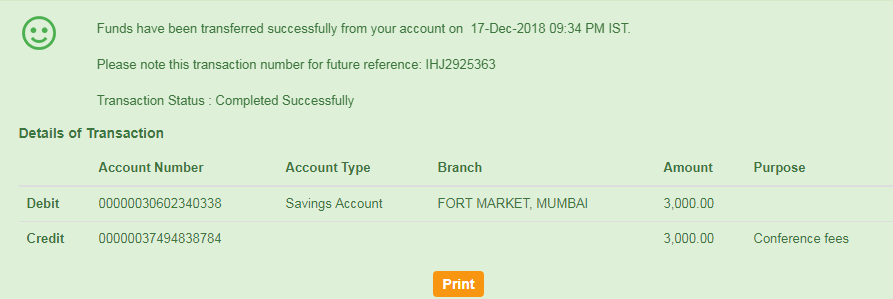 Funds have been transferred successfully from your account on 17-Dec-2018 09:34 PM IST.
Please note this transaction number for future reference: IHJ2925363
Transaction Status : Completed Successfully
Details of Transaction
Account Number Account Type Branch Amount Purpose
Debit 00000030602340338 Savings Account FORT MARKET, MUMBAI 3,000.00
Credit 00000037494838784 3,000.00 Conference fees
Print